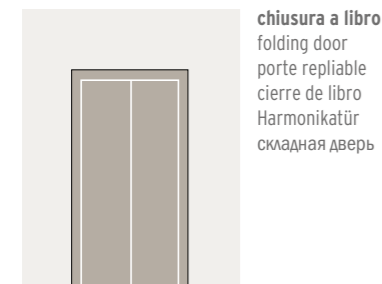 chiusura a libro
folding door
porte repliable
cierre de libro
Harmonikatür
складная дверь